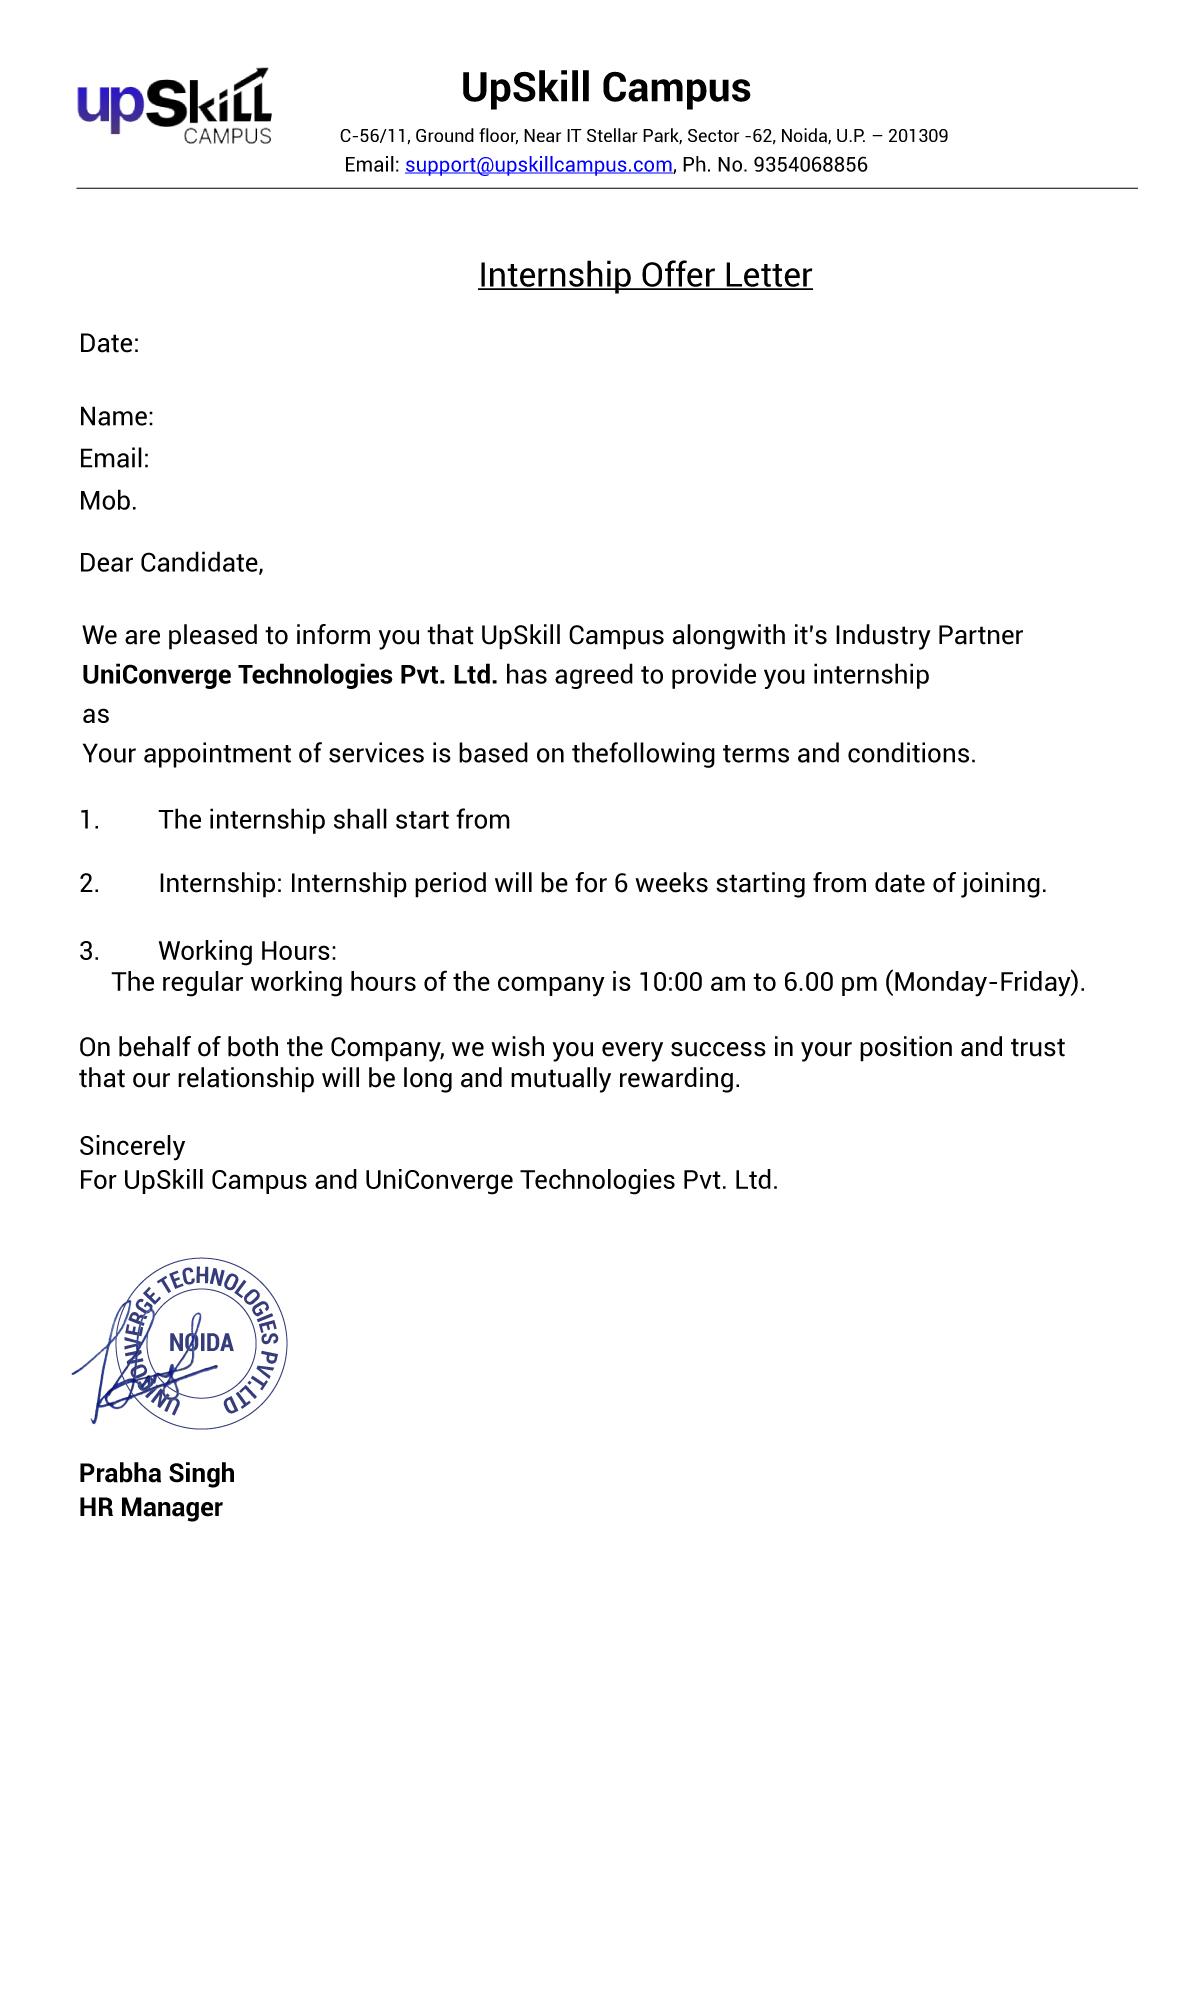 upSkill
CAMPUS
UpSkill Campus
C-56/11, Ground floor, Near IT Stellar Park, Sector -62, Noida, U.P. – 201309
Email: support@upskillcampus.com, Ph. No. 9354068856
Internship Offer Letter
Date:
Name:
Email:
Mob.
Dear Candidate,
We are pleased to inform you that UpSkill Campus alongwith it's Industry Partner
UniConverge Technologies Pvt. Ltd. has agreed to provide you internship
as
Your appointment of services is based on thefollowing terms and conditions.
1. The internship shall start from
2. Internship: Internship period will be for 6 weeks starting from date of joining.
3. Working Hours:
The regular working hours of the company is 10:00 am to 6.00 pm (Monday-Friday).
On behalf of both the Company, we wish you every success in your position and trust
that our relationship will be long and mutually rewarding.
Sincerely
For UpSkill Campus and UniConverge Technologies Pvt. Ltd.
UNICONVERGE TECHNOLOGIES PVT.LTD
NOIDA
Prabha Singh
HR Manager